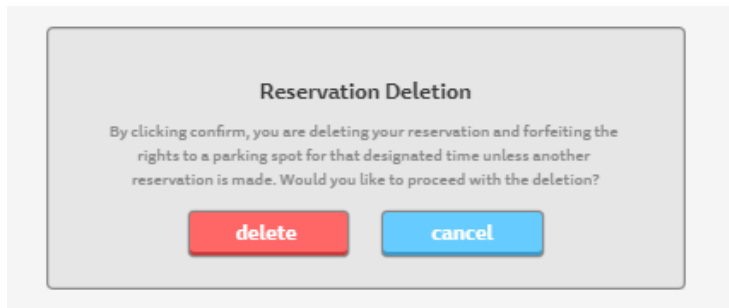 Reservation Deletion
By clicking confirm, you are deleting your reservation and forfeiting the
rights to a parking spot for that designated time unless another
reservation is made. Would you like to proceed with the deletion?
delete
cancel